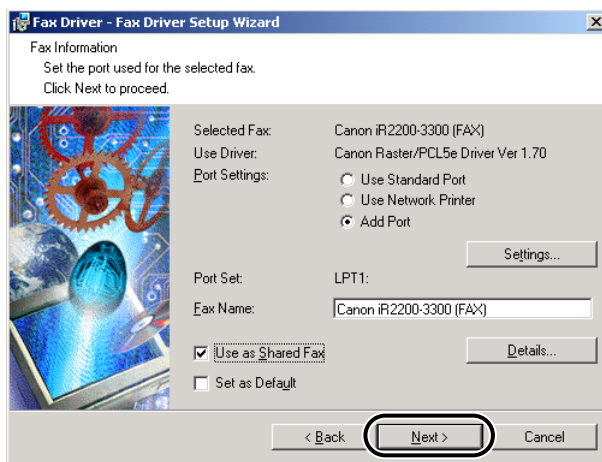 Fax Driver - Fax Driver Setup Wizard
Fax Information
Set the port used for the selected fax.
Click Next to proceed.
Selected Fax: Canon iR2200-3300 (FAX)
Use Driver: Canon Raster/PCL5e Driver Ver 1.70
Port Settings: Use Standard Port
Use Network Printer
Add Port
Settings...
Port Set: LPT1:
Fax Name: Canon iR2200-3300 (FAX)
Use as Shared Fax Details...
Set as Default
< Back Next > Cancel